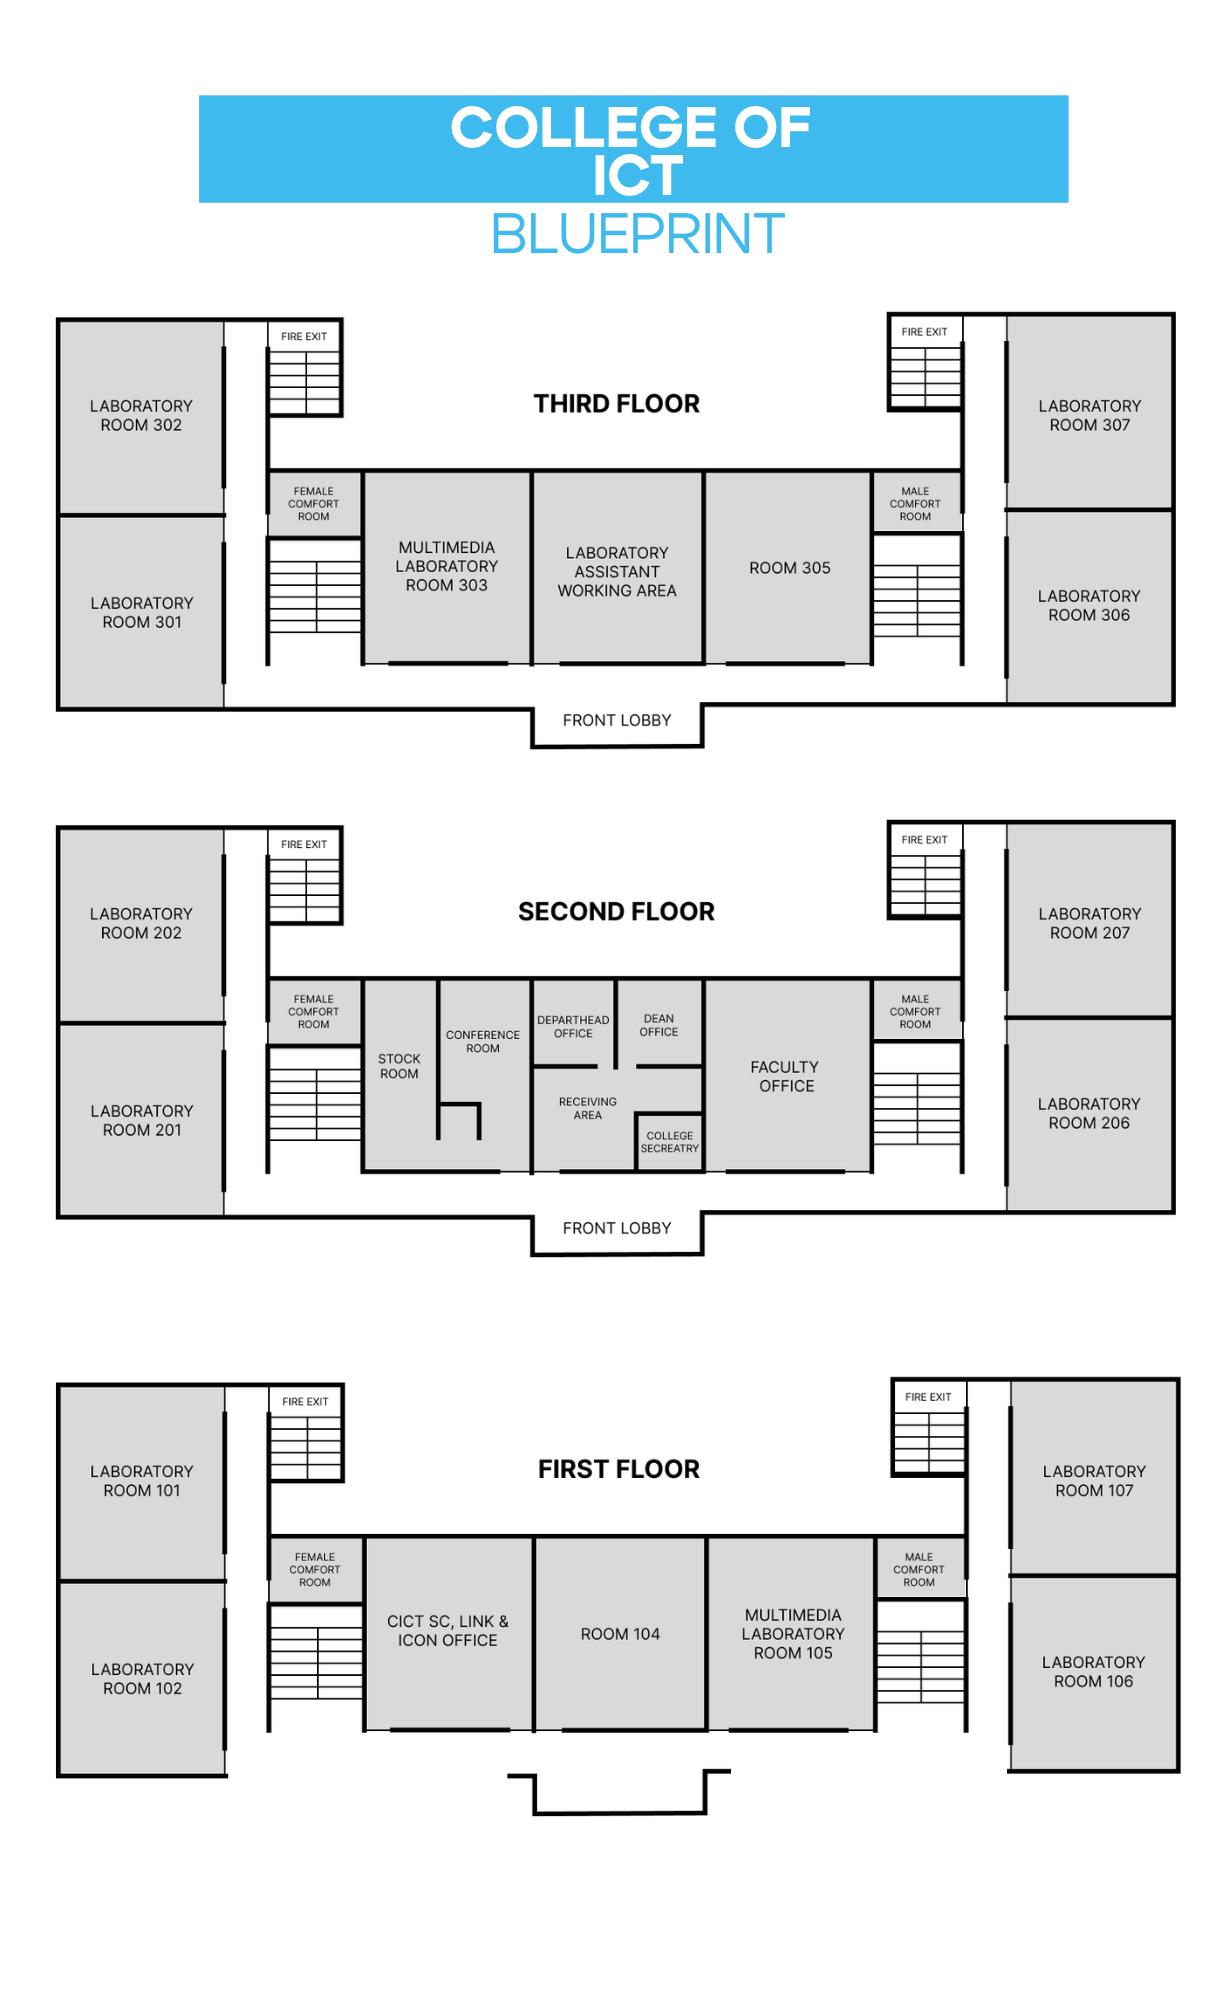 COLLEGE OF
ICT
BLUEPRINT
FIRE EXIT
FIRE EXIT
LABORATORY
ROOM 302
THIRD FLOOR
LABORATORY
ROOM 307
FEMALE
COMFORT
ROOM
MALE
COMFORT
ROOM
MULTIMEDIA
LABORATORY
ROOM 303
LABORATORY
ASSISTANT
WORKING AREA
ROOM 305
LABORATORY
ROOM 301
LABORATORY
ROOM 306
FRONT LOBBY
FIRE EXIT
FIRE EXIT
LABORATORY
ROOM 202
SECOND FLOOR
LABORATORY
ROOM 207
FEMALE
COMFORT
ROOM
MALE
COMFORT
ROOM
STOCK
ROOM
CONFERENCE
ROOM
DEPARTHEAD
OFFICE
DEAN
OFFICE
FACULTY
OFFICE
RECEIVING
AREA
COLLEGE
SECREATRY
LABORATORY
ROOM 201
LABORATORY
ROOM 206
FRONT LOBBY
FIRE EXIT
FIRE EXIT
LABORATORY
ROOM 101
FIRST FLOOR
LABORATORY
ROOM 107
FEMALE
COMFORT
ROOM
MALE
COMFORT
ROOM
CICT SC, LINK &
ICON OFFICE
ROOM 104
MULTIMEDIA
LABORATORY
ROOM 105
LABORATORY
ROOM 102
LABORATORY
ROOM 106